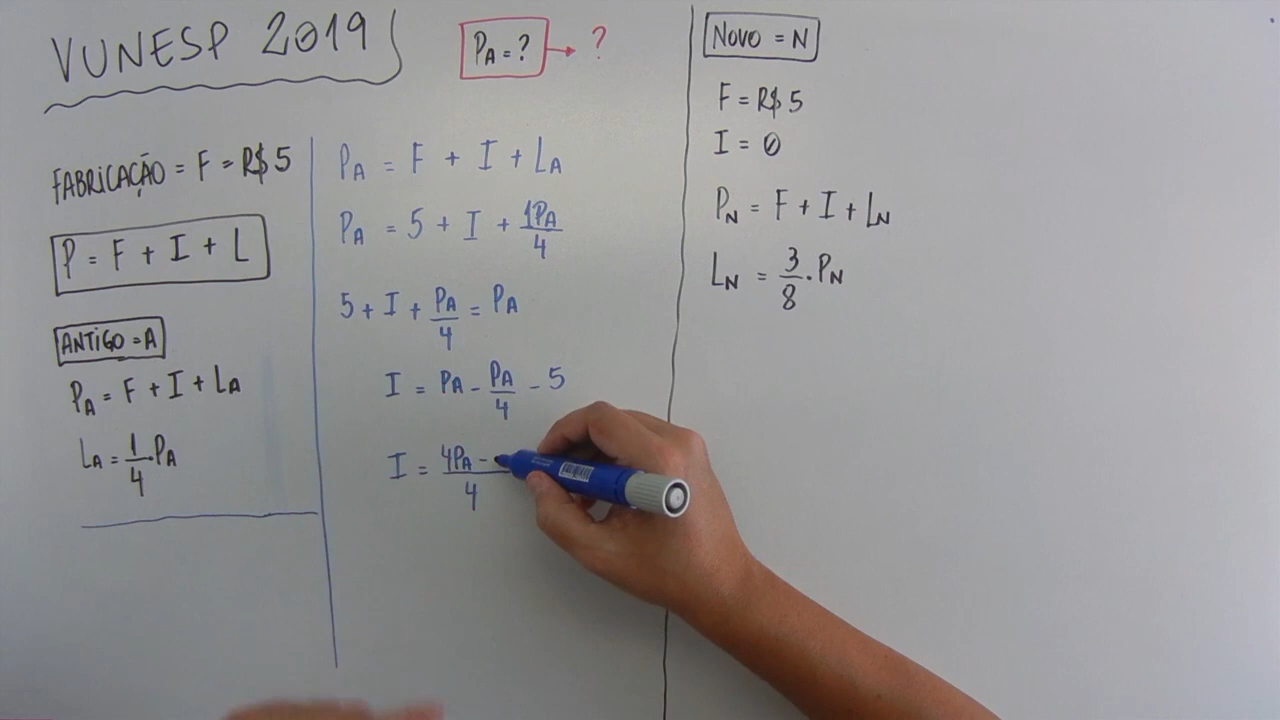 VUNESP 2019
PA = ? → ?
FABRICAÇÃO = F = R$ 5
P = F + I + L
ANTIGO = A
PA = F + I + LA
LA = 1/4 . PA
PA = F + I + LA
PA = 5 + I + 1PA/4
5 + I + PA/4 = PA
I = PA - PA/4 - 5
I = 4PA - /4
NOVO = N
F = R$ 5
I = 0
PN = F + I + LN
LN = 3/8 . PN